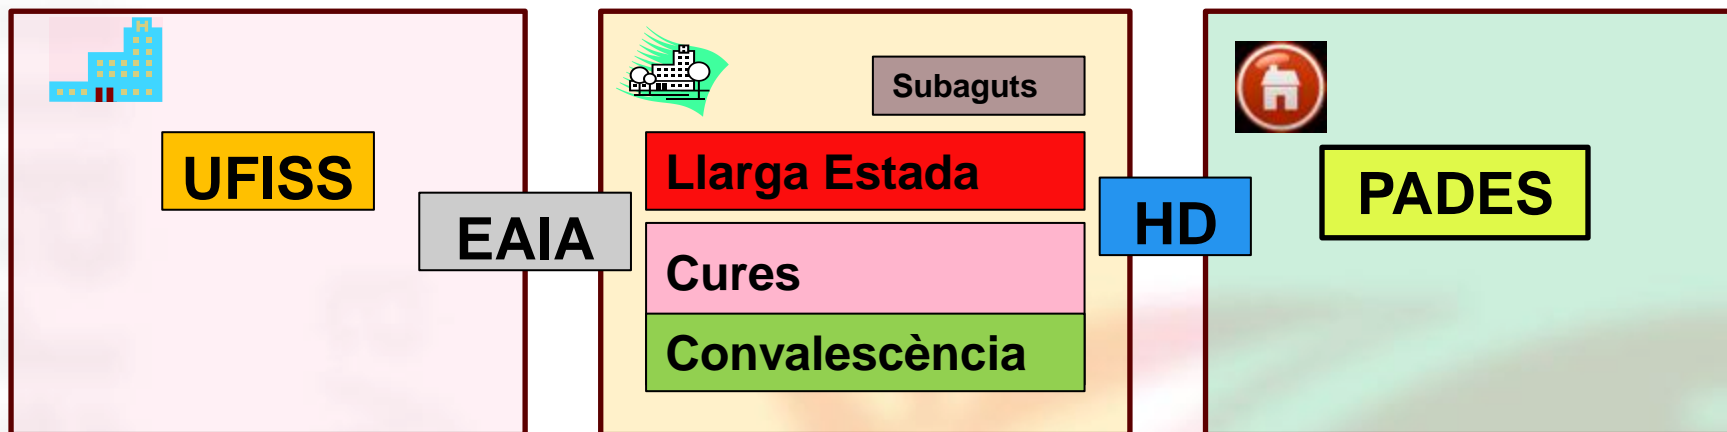 UFISS
EAIA
Subaguts
Llarga Estada
Cures
Convalescència
HD
PADES